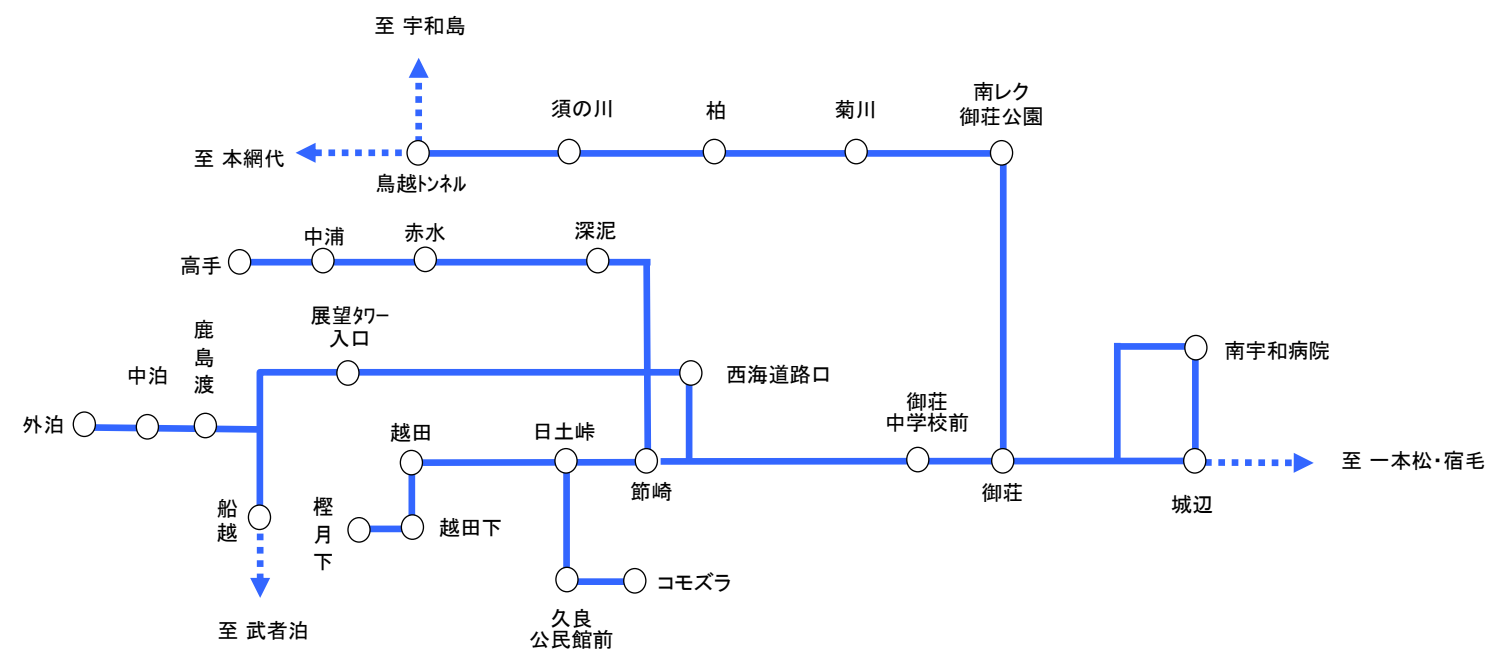 至 宇和島
須の川
柏
菊川
南レク
御荘公園
至 本網代
鳥越トンネル
高手
中浦
赤水
深泥
展望タワー
入口
鹿島渡
中泊
外泊
西海道路口
御荘
中学校前
南宇和病院
越田
日土峠
節崎
御荘
城辺
至 一本松・宿毛
船越
樫月下
越田下
コモズラ
久良
公民館前
至 武者泊